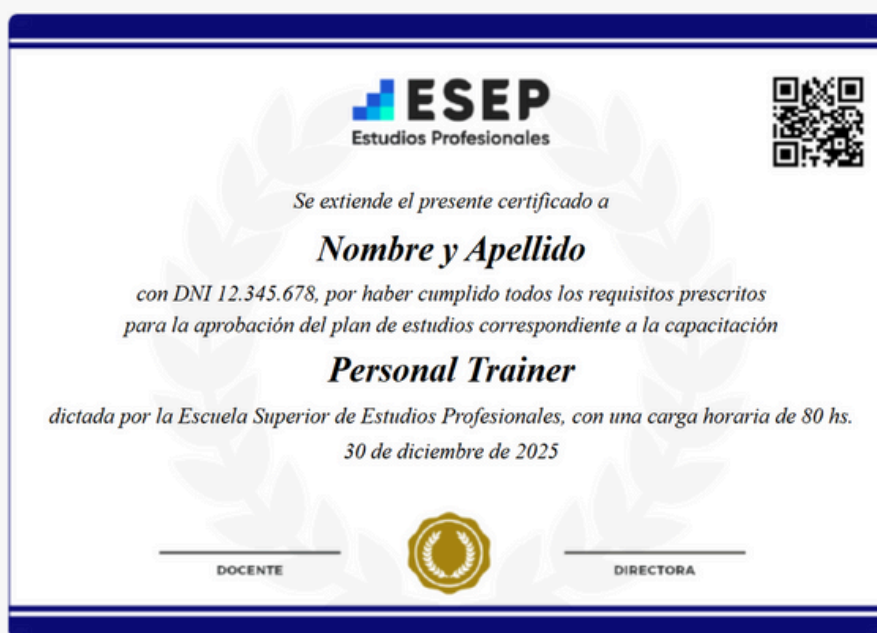 ESEP
Estudios Profesionales
Se extiende el presente certificado a
Nombre y Apellido
con DNI 12.345.678, por haber cumplido todos los requisitos prescritos
para la aprobación del plan de estudios correspondiente a la capacitación
Personal Trainer
dictada por la Escuela Superior de Estudios Profesionales, con una carga horaria de 80 hs.
30 de diciembre de 2025
DOCENTE
DIRECTORA